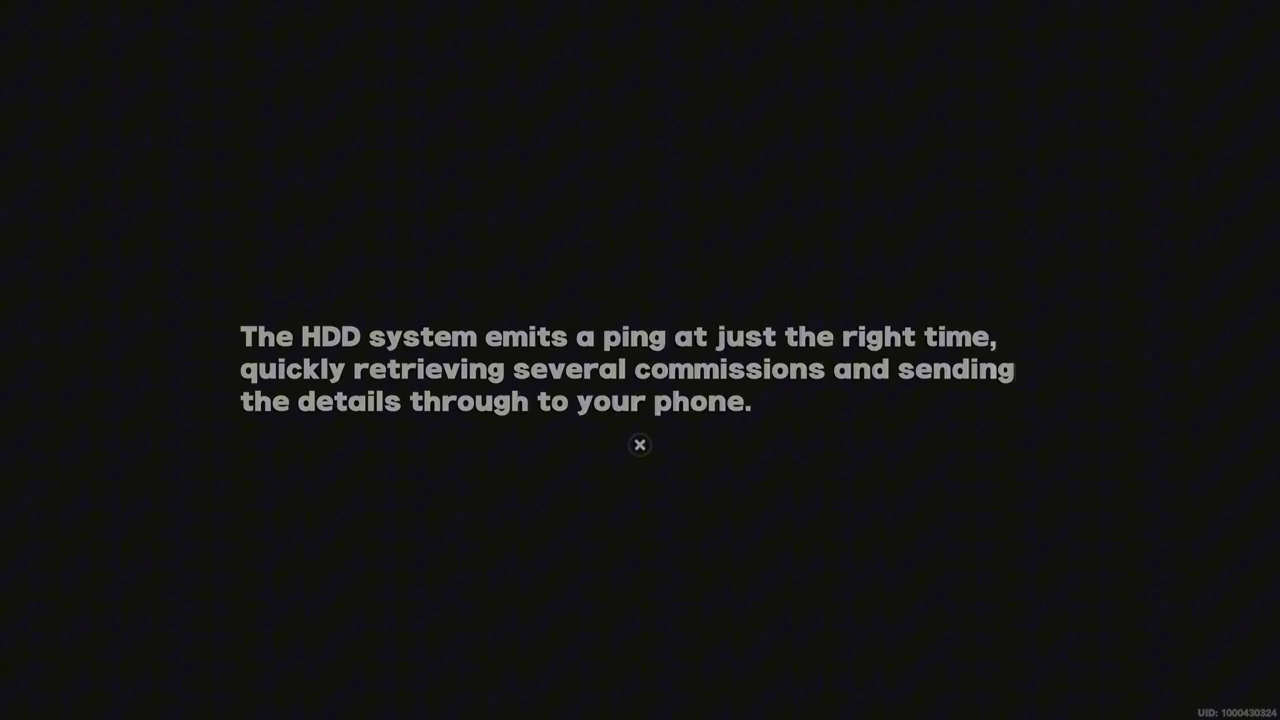 The HDD system emits a ping at just the right time,
quickly retrieving several commissions and sending
the details through to your phone.
UID: 1000430324